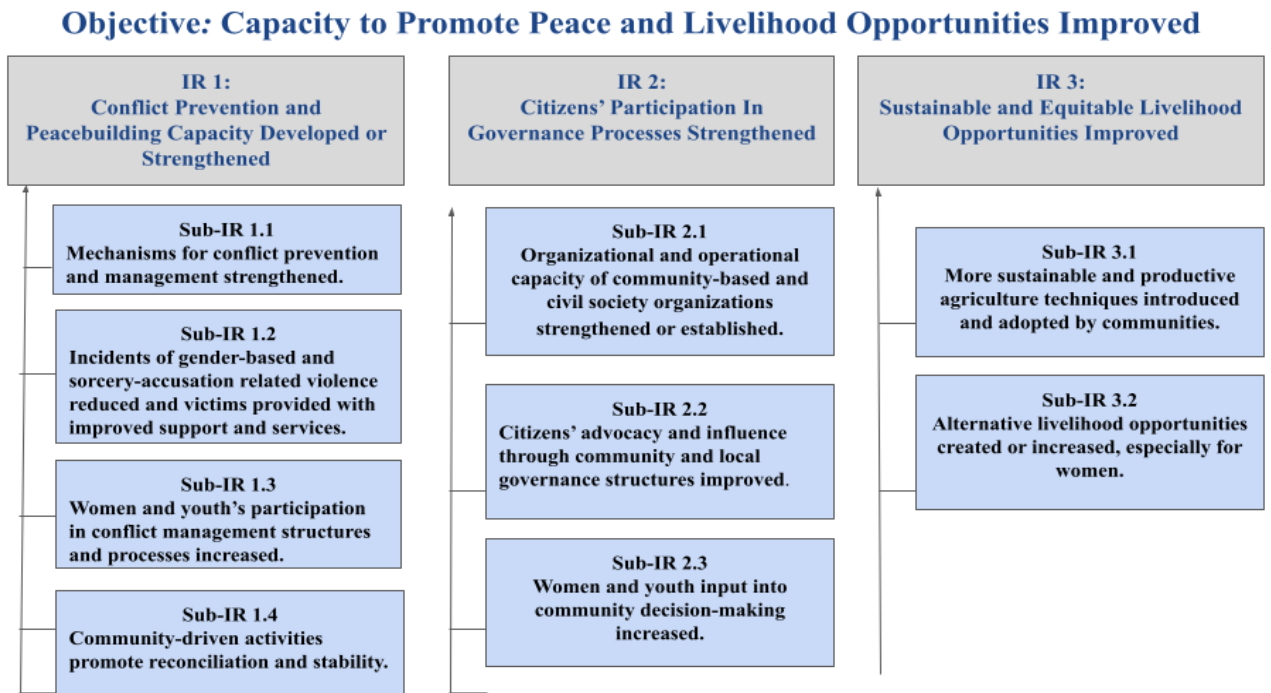 Objective: Capacity to Promote Peace and Livelihood Opportunities Improved
IR 1:
Conflict Prevention and
Peacebuilding Capacity Developed or
Strengthened
Sub-IR 1.1
Mechanisms for conflict prevention
and management strengthened.
Sub-IR 1.2
Incidents of gender-based and
sorcery-accusation related violence
reduced and victims provided with
improved support and services.
Sub-IR 1.3
Women and youth's participation
in conflict management structures
and processes increased.
Sub-IR 1.4
Community-driven activities
promote reconciliation and stability.
IR 2:
Citizens' Participation In
Governance Processes Strengthened
Sub-IR 2.1
Organizational and operational
capacity of community-based and
civil society organizations
strengthened or established.
Sub-IR 2.2
Citizens' advocacy and influence
through community and local
governance structures improved.
Sub-IR 2.3
Women and youth input into
community decision-making
increased.
IR 3:
Sustainable and Equitable Livelihood
Opportunities Improved
Sub-IR 3.1
More sustainable and productive
agriculture techniques introduced
and adopted by communities.
Sub-IR 3.2
Alternative livelihood opportunities
created or increased, especially for
women.